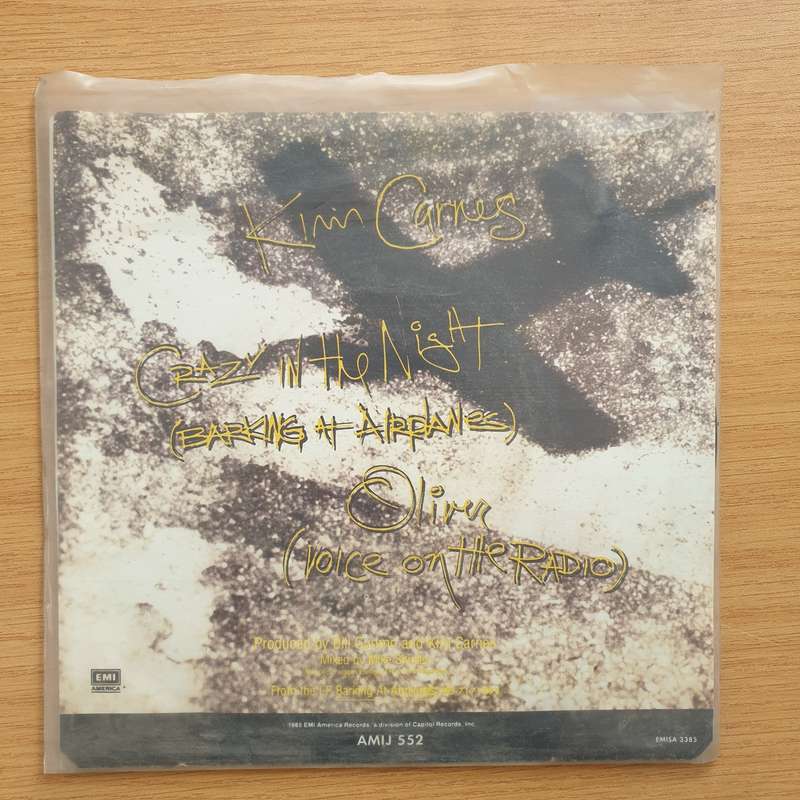 Kim Carnes
CRAZY IN the Night
(BARKING At AIRPLANES)
Oliver
(VOICE ON tHE RADIO)
Produced by Bill Cuomo and Kim Carnes
Mixed by Mike
From the LP Barking At Airplanes
EMI
AMERICA
1985 EMI America Records, a division of Capitol Records, Inc.
AMIJ 552
EMISA 3385